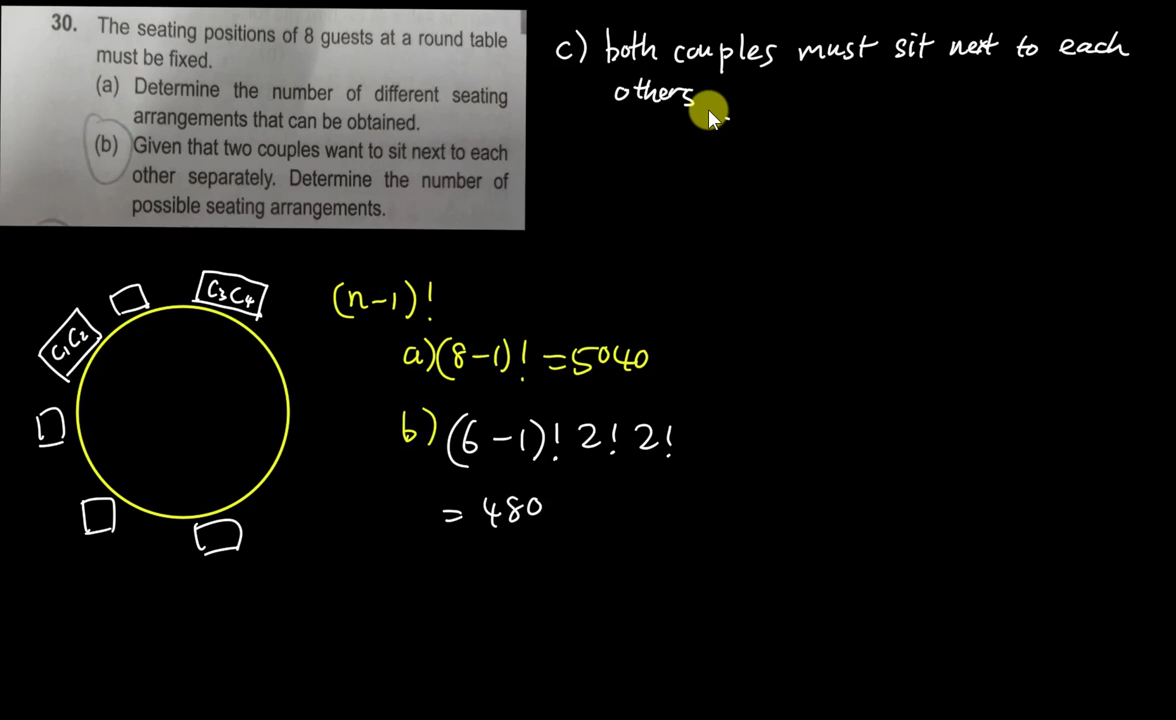 30. The seating positions of 8 guests at a round table
must be fixed.
(a) Determine the number of different seating
arrangements that can be obtained.
(b) Given that two couples want to sit next to each
other separately. Determine the number of
possible seating arrangements.
c) both couples must sit next to each
others.
C₃C₄
C₁C₂
(n-1)!
a)(8-1)! =5040
b) (6-1)! 2! 2!
= 480